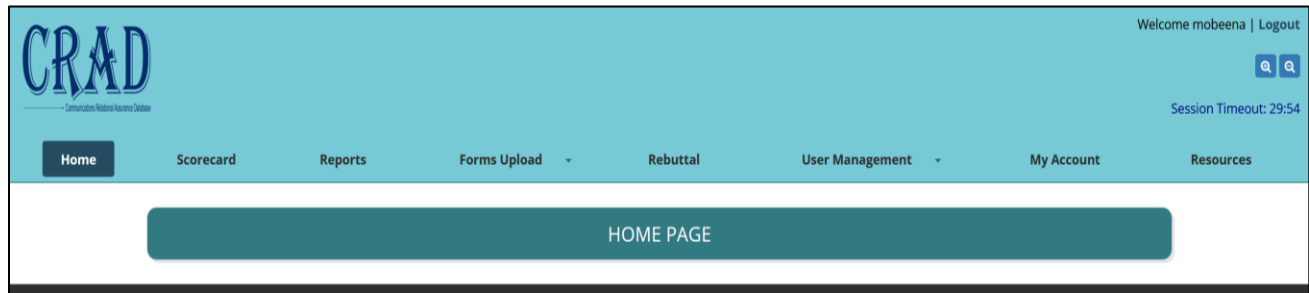 Welcome mobeena | Logout
CRAD
Communications Relational Assurance Database
Session Timeout: 29:54
Home Scorecard Reports Forms Upload Rebuttal User Management My Account Resources
HOME PAGE